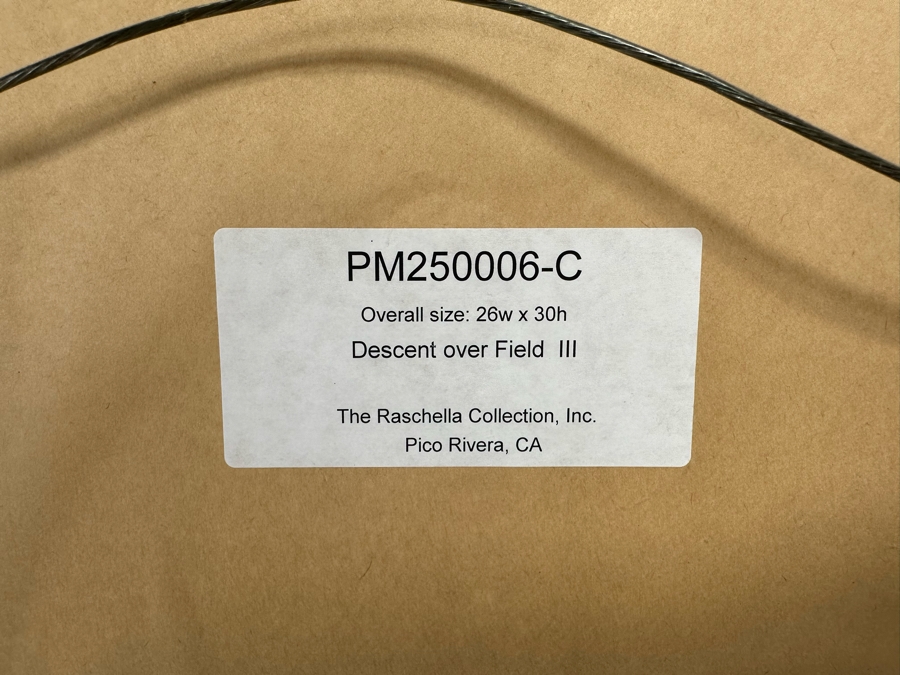 PM250006-C
Overall size: 26w x 30h
Descent over Field  III
The Raschella Collection, Inc.
Pico Rivera, CA